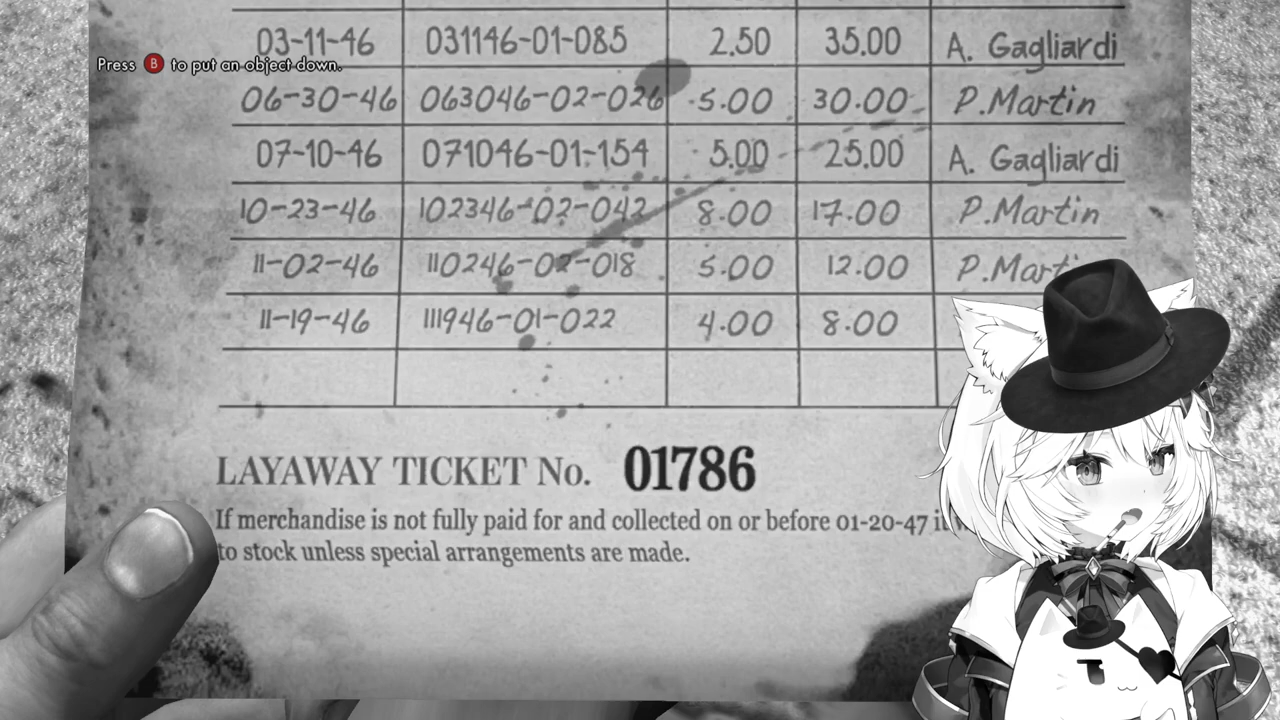 03-11-46 031146-01-085 2.50 35.00 A. Gagliardi
Press B to put an object down.
06-30-46 063046-02-026 5.00 30.00 P.Martin
07-10-46 071046-01-154 5.00 25.00 A. Gagliardi
10-23-46 102346-02-042 8.00 17.00 P.Martin
11-02-46 110246-02-018 5.00 12.00
11-19-46 111946-01-022 4.00 8.00
LAYAWAY TICKET No. 01786
If merchandise is not fully paid for and collected on or before 01-20-47
to stock unless special arrangements are made.